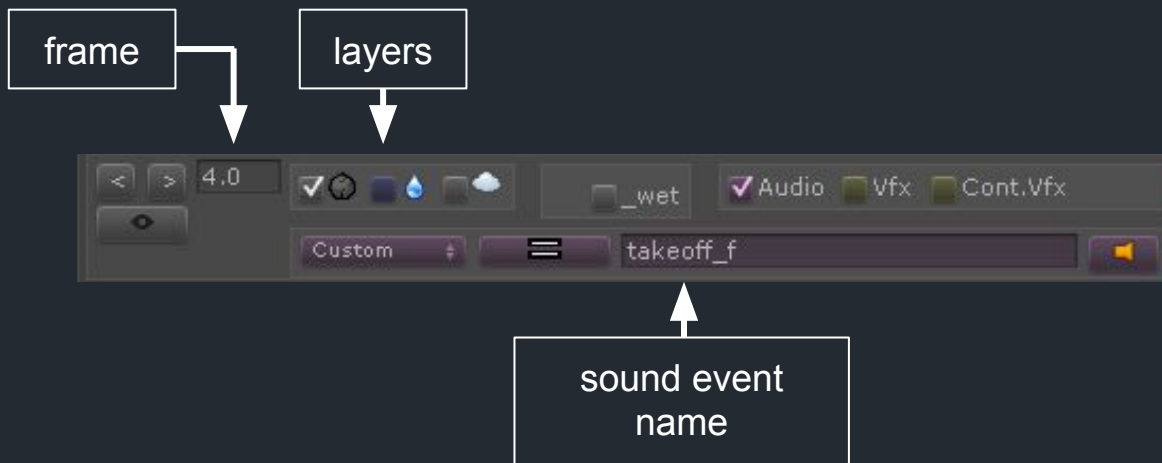 frame
layers
< > 4.0
_wet
Audio Vfx Cont.Vfx
Custom takeoff_f
sound event
name